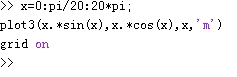 >> x=0:pi/20:20*pi;
plot3(x.*sin(x),x.*cos(x),x,'m')
grid on
>>